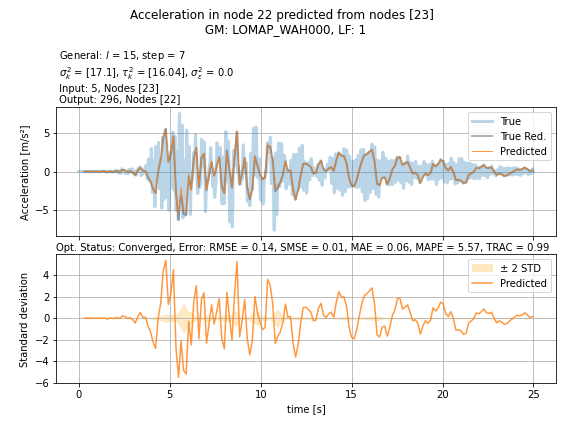 Acceleration in node 22 predicted from nodes [23]
GM: LOMAP_WAH000, LF: 1
General: l = 15, step = 7
σ²ₖ = [17.1], τ²ₖ = [16.04], σ²ε = 0.0
Input: 5, Nodes [23]
Output: 296, Nodes [22]
Acceleration [m/s²]
5
0
−5
True
True Red.
Predicted
Opt. Status: Converged, Error: RMSE = 0.14, SMSE = 0.01, MAE = 0.06, MAPE = 5.57, TRAC = 0.99
Standard deviation
4
2
0
−2
−4
−6
± 2 STD
Predicted
0 5 10 15 20 25
time [s]